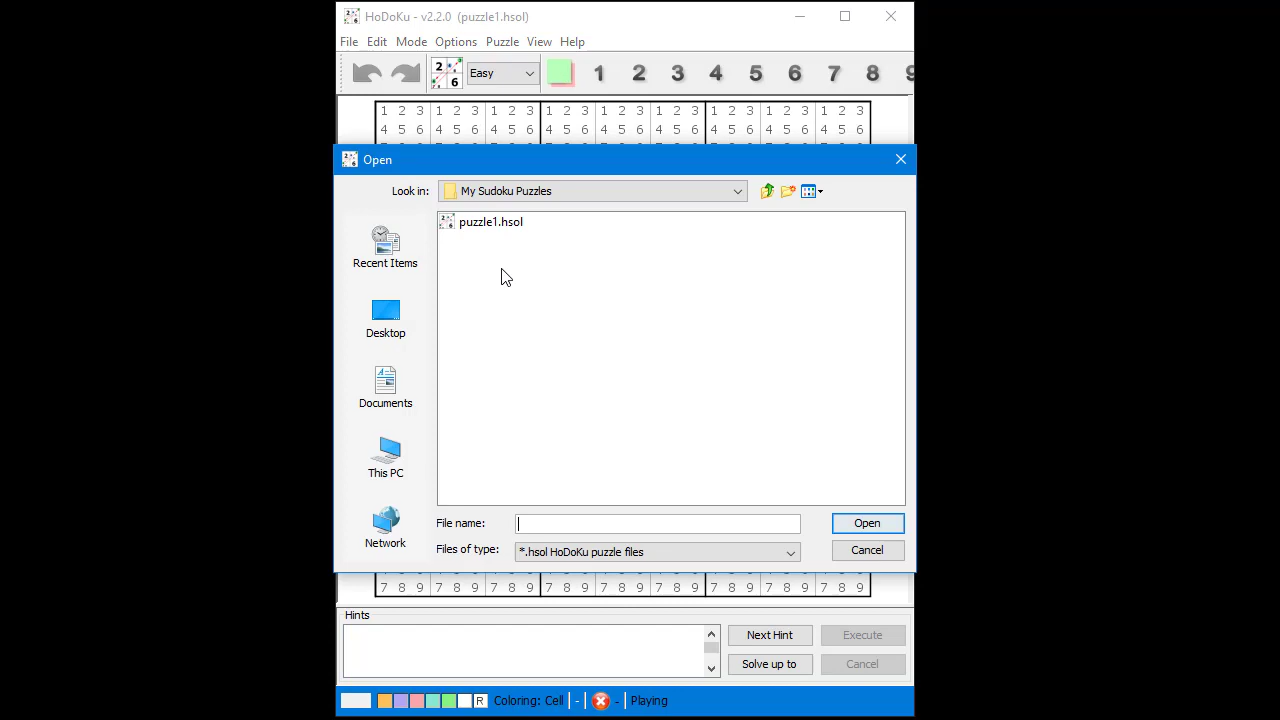 HoDoKu - v2.2.0 (puzzle1.hsol)
File Edit Mode Options Puzzle View Help
2 6 Easy 1 2 3 4 5 6 7 8 9
1 2 3 1 2 3 1 2 3 1 2 3 1 2 3 1 2 3 1 2 3 1 2 3 1 2 3
4 5 6 4 5 6 4 5 6 4 5 6 4 5 6 4 5 6 4 5 6 4 5 6 4 5 6
Open
Look in: My Sudoku Puzzles
puzzle1.hsol
Recent Items
Desktop
Documents
This PC
Network
File name: Open
Files of type: *.hsol HoDoKu puzzle files Cancel
7 8 9 7 8 9 7 8 9 7 8 9 7 8 9 7 8 9 7 8 9 7 8 9 7 8 9
Hints
Next Hint Execute
Solve up to Cancel
R Coloring: Cell - - Playing